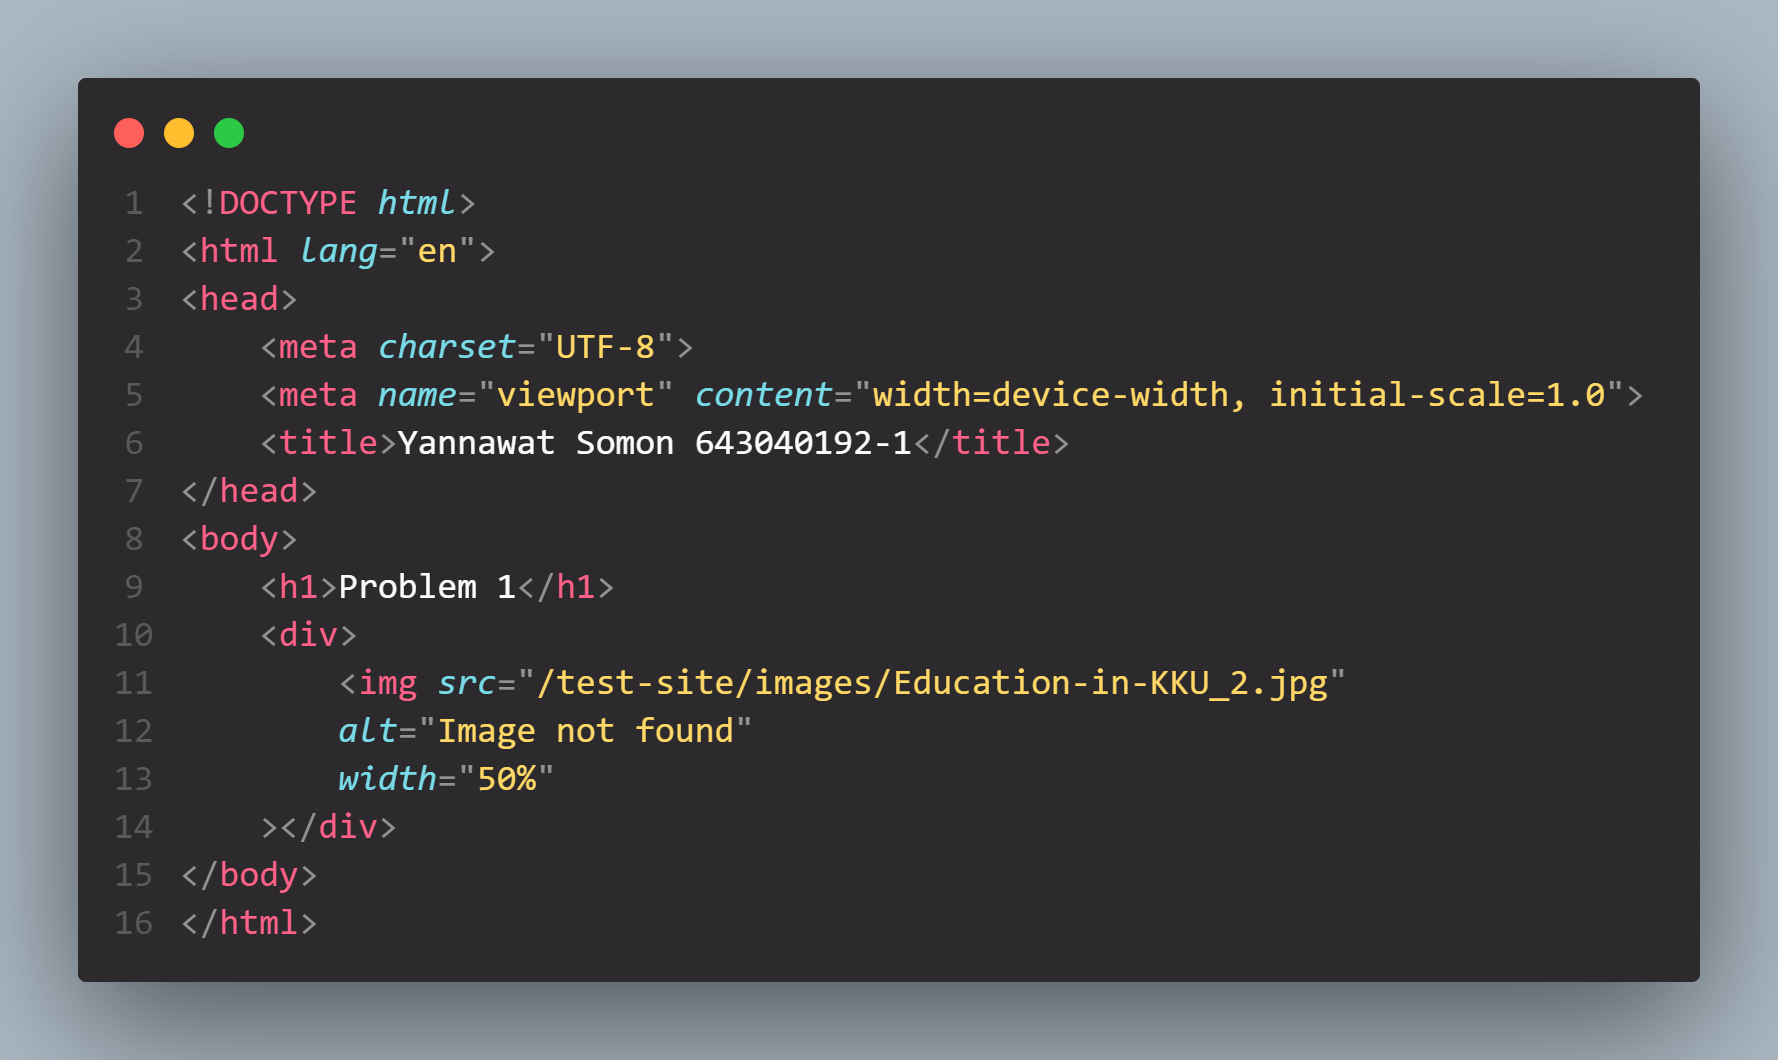 1 <!DOCTYPE html>
2 <html lang="en">
3 <head>
4     <meta charset="UTF-8">
5     <meta name="viewport" content="width=device-width, initial-scale=1.0">
6     <title>Yannawat Somon 643040192-1</title>
7 </head>
8 <body>
9     <h1>Problem 1</h1>
10     <div>
11         <img src="/test-site/images/Education-in-KKU_2.jpg"
12         alt="Image not found"
13         width="50%"
14     ></div>
15 </body>
16 </html>